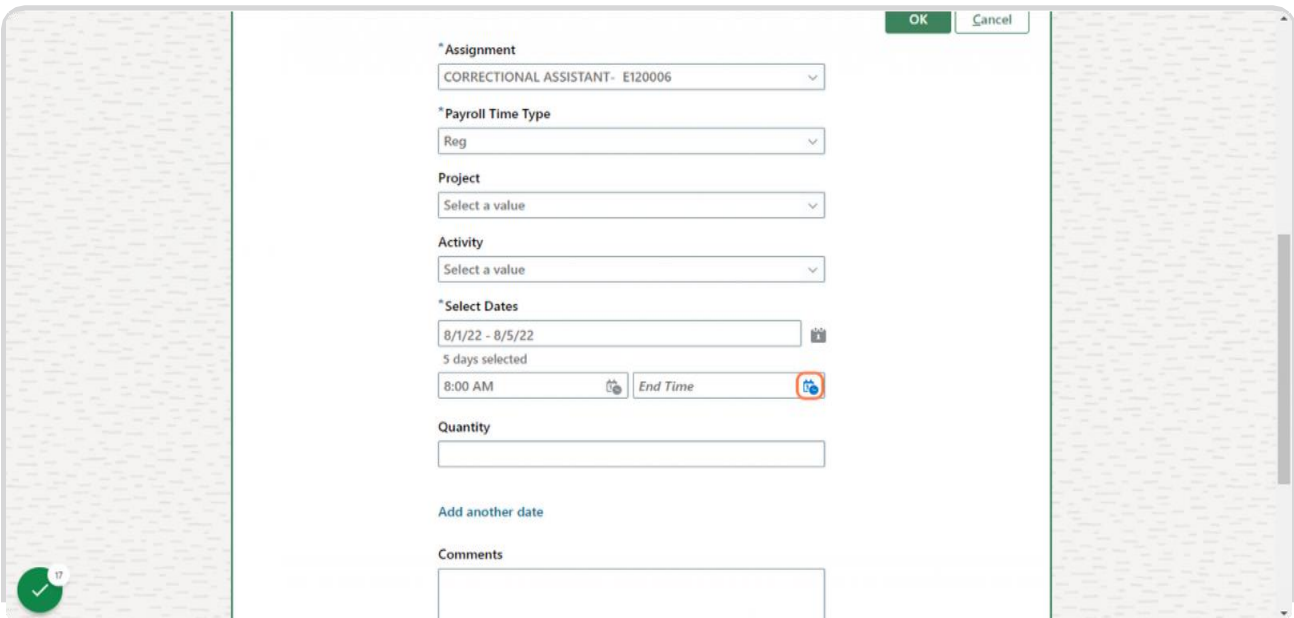 OK Cancel
*Assignment
CORRECTIONAL ASSISTANT- E120006
*Payroll Time Type
Reg
Project
Select a value
Activity
Select a value
*Select Dates
8/1/22 - 8/5/22
5 days selected
8:00 AM End Time
Quantity
Add another date
Comments
17